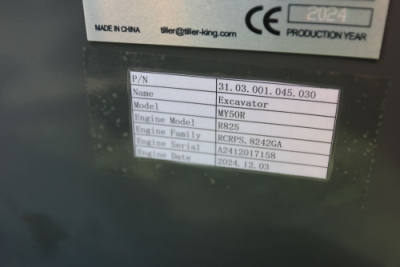 2024
MADE IN CHINA tiller@tiller-king.com PRODUCTION YEAR
P/N 31.03.001.045.030
Name Excavator
Model MY50R
Engine Model R825
Engine Family RCRPS.8242GA
Engine Serial A2412017158
Engine Date 2024.12.03